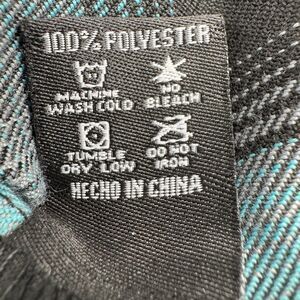 100% POLYESTER
MACHINE WASH COLD
NO BLEACH
TUMBLE DRY LOW
DO NOT IRON
HECHO IN CHINA